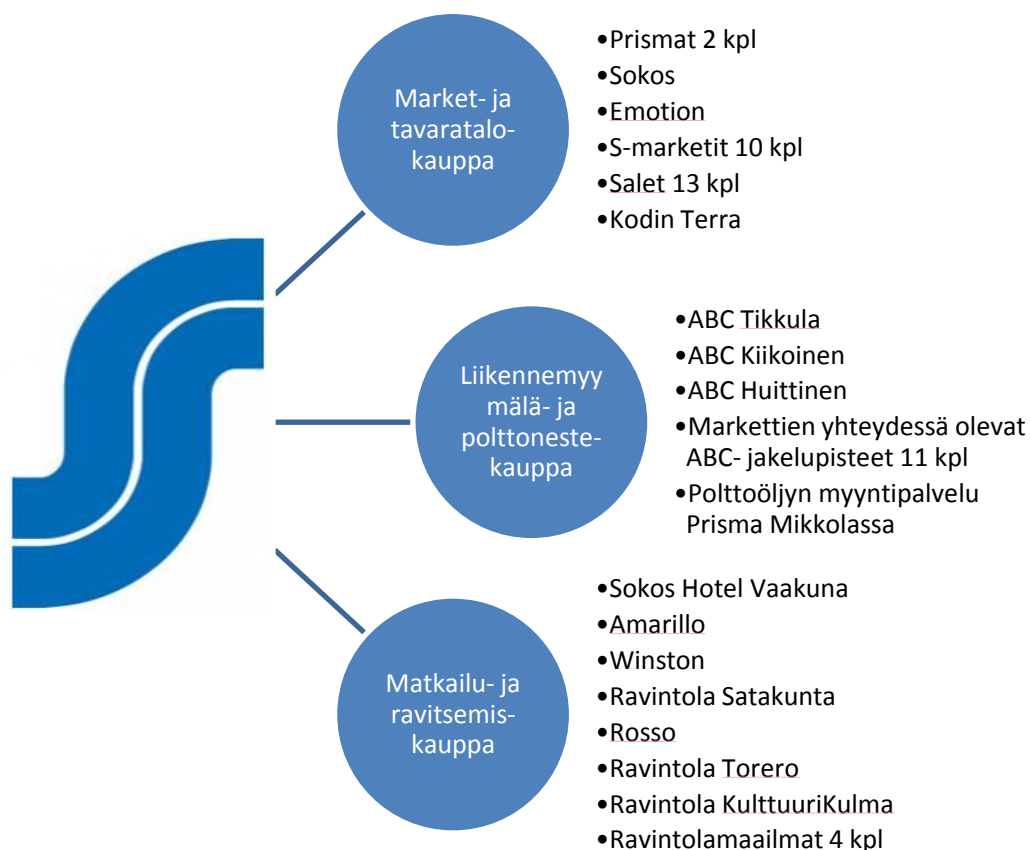 Market- ja
tavaratalo-
kauppa
•Prismat 2 kpl
•Sokos
•Emotion
•S-marketit 10 kpl
•Salet 13 kpl
•Kodin Terra
Liikennemyy
mälä- ja
polttoneste-
kauppa
•ABC Tikkula
•ABC Kiikoinen
•ABC Huittinen
•Markettien yhteydessä olevat
ABC- jakelupisteet 11 kpl
•Polttoöljyn myyntipalvelu
Prisma Mikkolassa
Matkailu- ja
ravitsemis-
kauppa
•Sokos Hotel Vaakuna
•Amarillo
•Winston
•Ravintola Satakunta
•Rosso
•Ravintola Torero
•Ravintola KulttuuriKulma
•Ravintolamaailmat 4 kpl